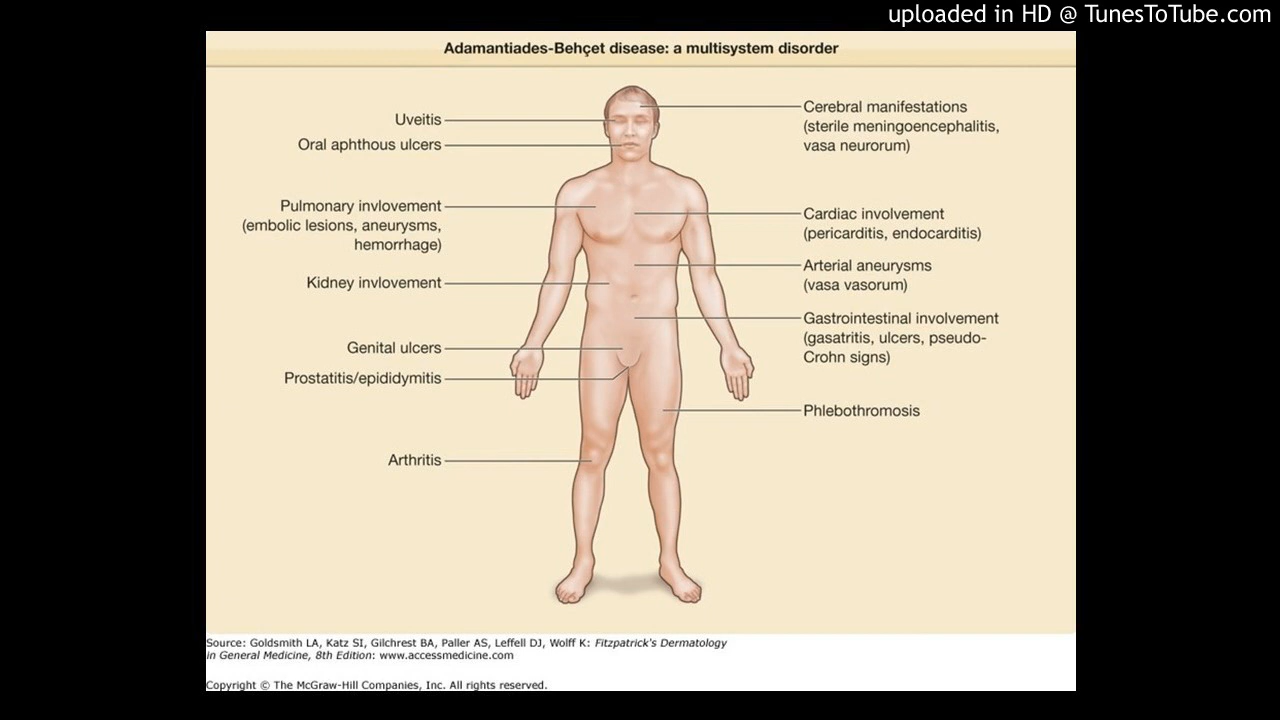 uploaded in HD @ TunesToTube.com
Adamantiades-Behçet disease: a multisystem disorder
Uveitis
Oral aphthous ulcers
Pulmonary invlovement
(embolic lesions, aneurysms,
hemorrhage)
Kidney invlovement
Genital ulcers
Prostatitis/epididymitis
Arthritis
Cerebral manifestations
(sterile meningoencephalitis,
vasa neurorum)
Cardiac involvement
(pericarditis, endocarditis)
Arterial aneurysms
(vasa vasorum)
Gastrointestinal involvement
(gasatritis, ulcers, pseudo-
Crohn signs)
Phlebothromosis
Source: Goldsmith LA, Katz SI, Gilchrest BA, Paller AS, Leffell DJ, Wolff K: Fitzpatrick's Dermatology
in General Medicine, 8th Edition: www.accessmedicine.com
Copyright © The McGraw-Hill Companies, Inc. All rights reserved.